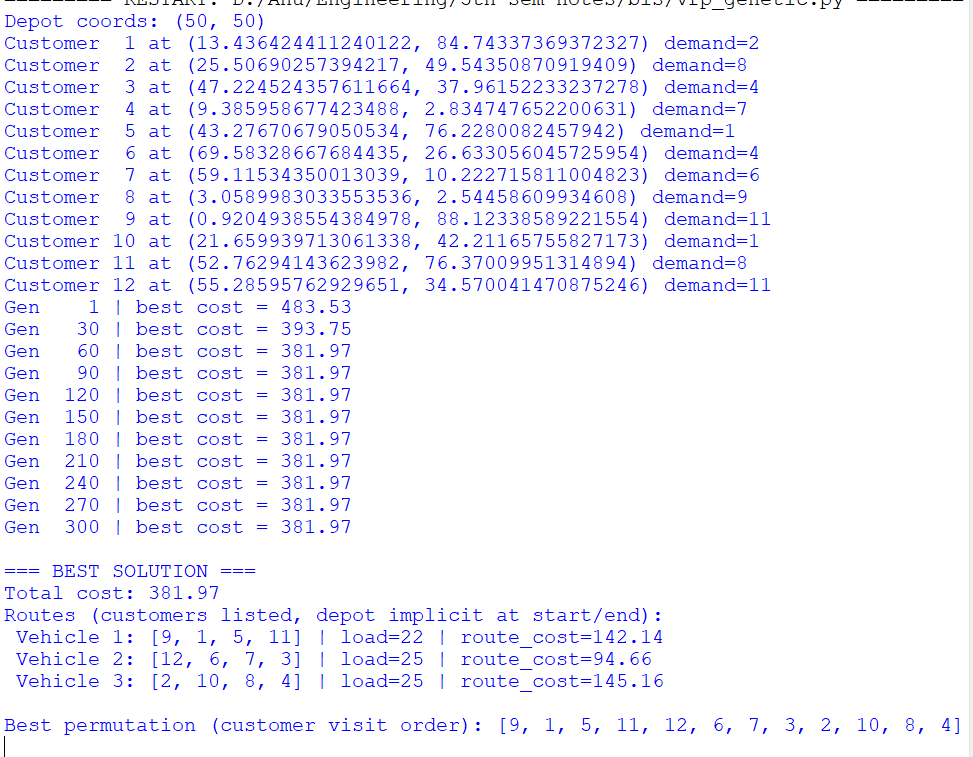 ========= RESTART: D:/Anu/Engineering/5th sem notes/bis/vrp_genetic.py =========
Depot coords: (50, 50)
Customer  1 at (13.436424411240122, 84.74337369372327) demand=2
Customer  2 at (25.50690257394217, 49.54350870919409) demand=8
Customer  3 at (47.224524357611664, 37.96152233237278) demand=4
Customer  4 at (9.385958677423488, 2.834747652200631) demand=7
Customer  5 at (43.27670679050534, 76.2280082457942) demand=1
Customer  6 at (69.58328667684435, 26.633056045725954) demand=4
Customer  7 at (59.11534350013039, 10.222715811004823) demand=6
Customer  8 at (3.0589983033553536, 2.54458609934608) demand=9
Customer  9 at (0.9204938554384978, 88.12338589221554) demand=11
Customer 10 at (21.659939713061338, 42.21165755827173) demand=1
Customer 11 at (52.76294143623982, 76.37009951314894) demand=8
Customer 12 at (55.28595762929651, 34.570041470875246) demand=11
Gen    1 | best cost = 483.53
Gen   30 | best cost = 393.75
Gen   60 | best cost = 381.97
Gen   90 | best cost = 381.97
Gen  120 | best cost = 381.97
Gen  150 | best cost = 381.97
Gen  180 | best cost = 381.97
Gen  210 | best cost = 381.97
Gen  240 | best cost = 381.97
Gen  270 | best cost = 381.97
Gen  300 | best cost = 381.97
=== BEST SOLUTION ===
Total cost: 381.97
Routes (customers listed, depot implicit at start/end):
 Vehicle 1: [9, 1, 5, 11] | load=22 | route_cost=142.14
 Vehicle 2: [12, 6, 7, 3] | load=25 | route_cost=94.66
 Vehicle 3: [2, 10, 8, 4] | load=25 | route_cost=145.16
Best permutation (customer visit order): [9, 1, 5, 11, 12, 6, 7, 3, 2, 10, 8, 4]